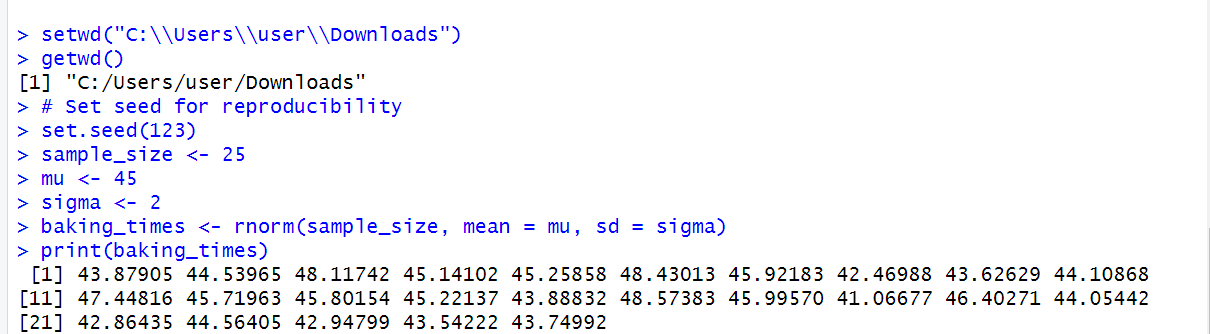 > setwd("C:\\Users\\user\\Downloads")
> getwd()
[1] "C:/Users/user/Downloads"
> # Set seed for reproducibility
> set.seed(123)
> sample_size <- 25
> mu <- 45
> sigma <- 2
> baking_times <- rnorm(sample_size, mean = mu, sd = sigma)
> print(baking_times)
 [1] 43.87905 44.53965 48.11742 45.14102 45.25858 48.43013 45.92183 42.46988 43.62629 44.10868
[11] 47.44816 45.71963 45.80154 45.22137 43.88832 48.57383 45.99570 41.06677 46.40271 44.05442
[21] 42.86435 44.56405 42.94799 43.54222 43.74992